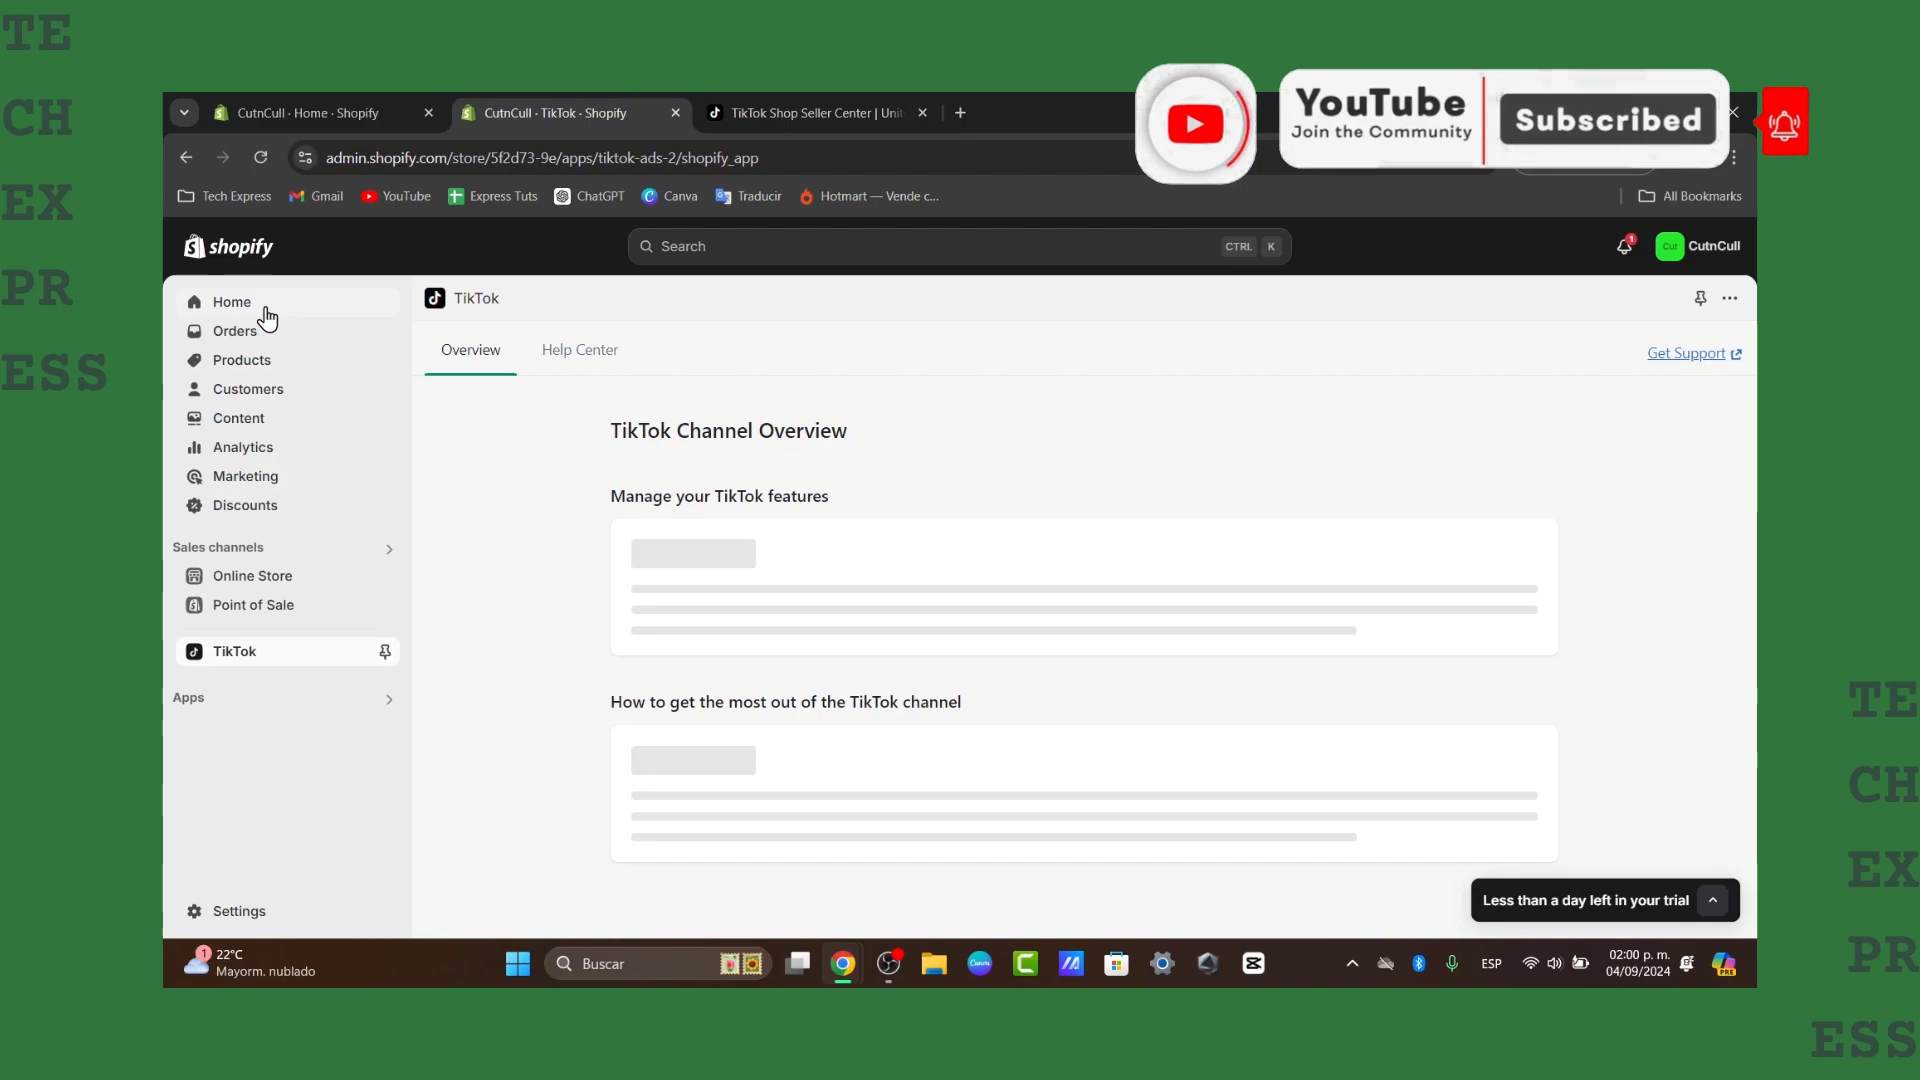 TE
CH
EX
PR
ESS
YouTube
Join the Community
Subscribed
CutnCull · Home · Shopify
CutnCull · TikTok · Shopify
TikTok Shop Seller Center | Unit
admin.shopify.com/store/5f2d73-9e/apps/tiktok-ads-2/shopify_app
Tech Express
Gmail
YouTube
Express Tuts
ChatGPT
Canva
Traducir
Hotmart — Vende c...
All Bookmarks
shopify
Search
CTRL K
1
Cut
CutnCull
Home
Orders
Products
Customers
Content
Analytics
Marketing
Discounts
Sales channels
Online Store
Point of Sale
TikTok
Apps
Settings
TikTok
Overview
Help Center
Get Support
TikTok Channel Overview
Manage your TikTok features
How to get the most out of the TikTok channel
Less than a day left in your trial
1
22°C
Mayorm. nublado
Buscar
Canva
ESP
02:00 p. m.
04/09/2024
PRE
TE
CH
EX
PR
ESS